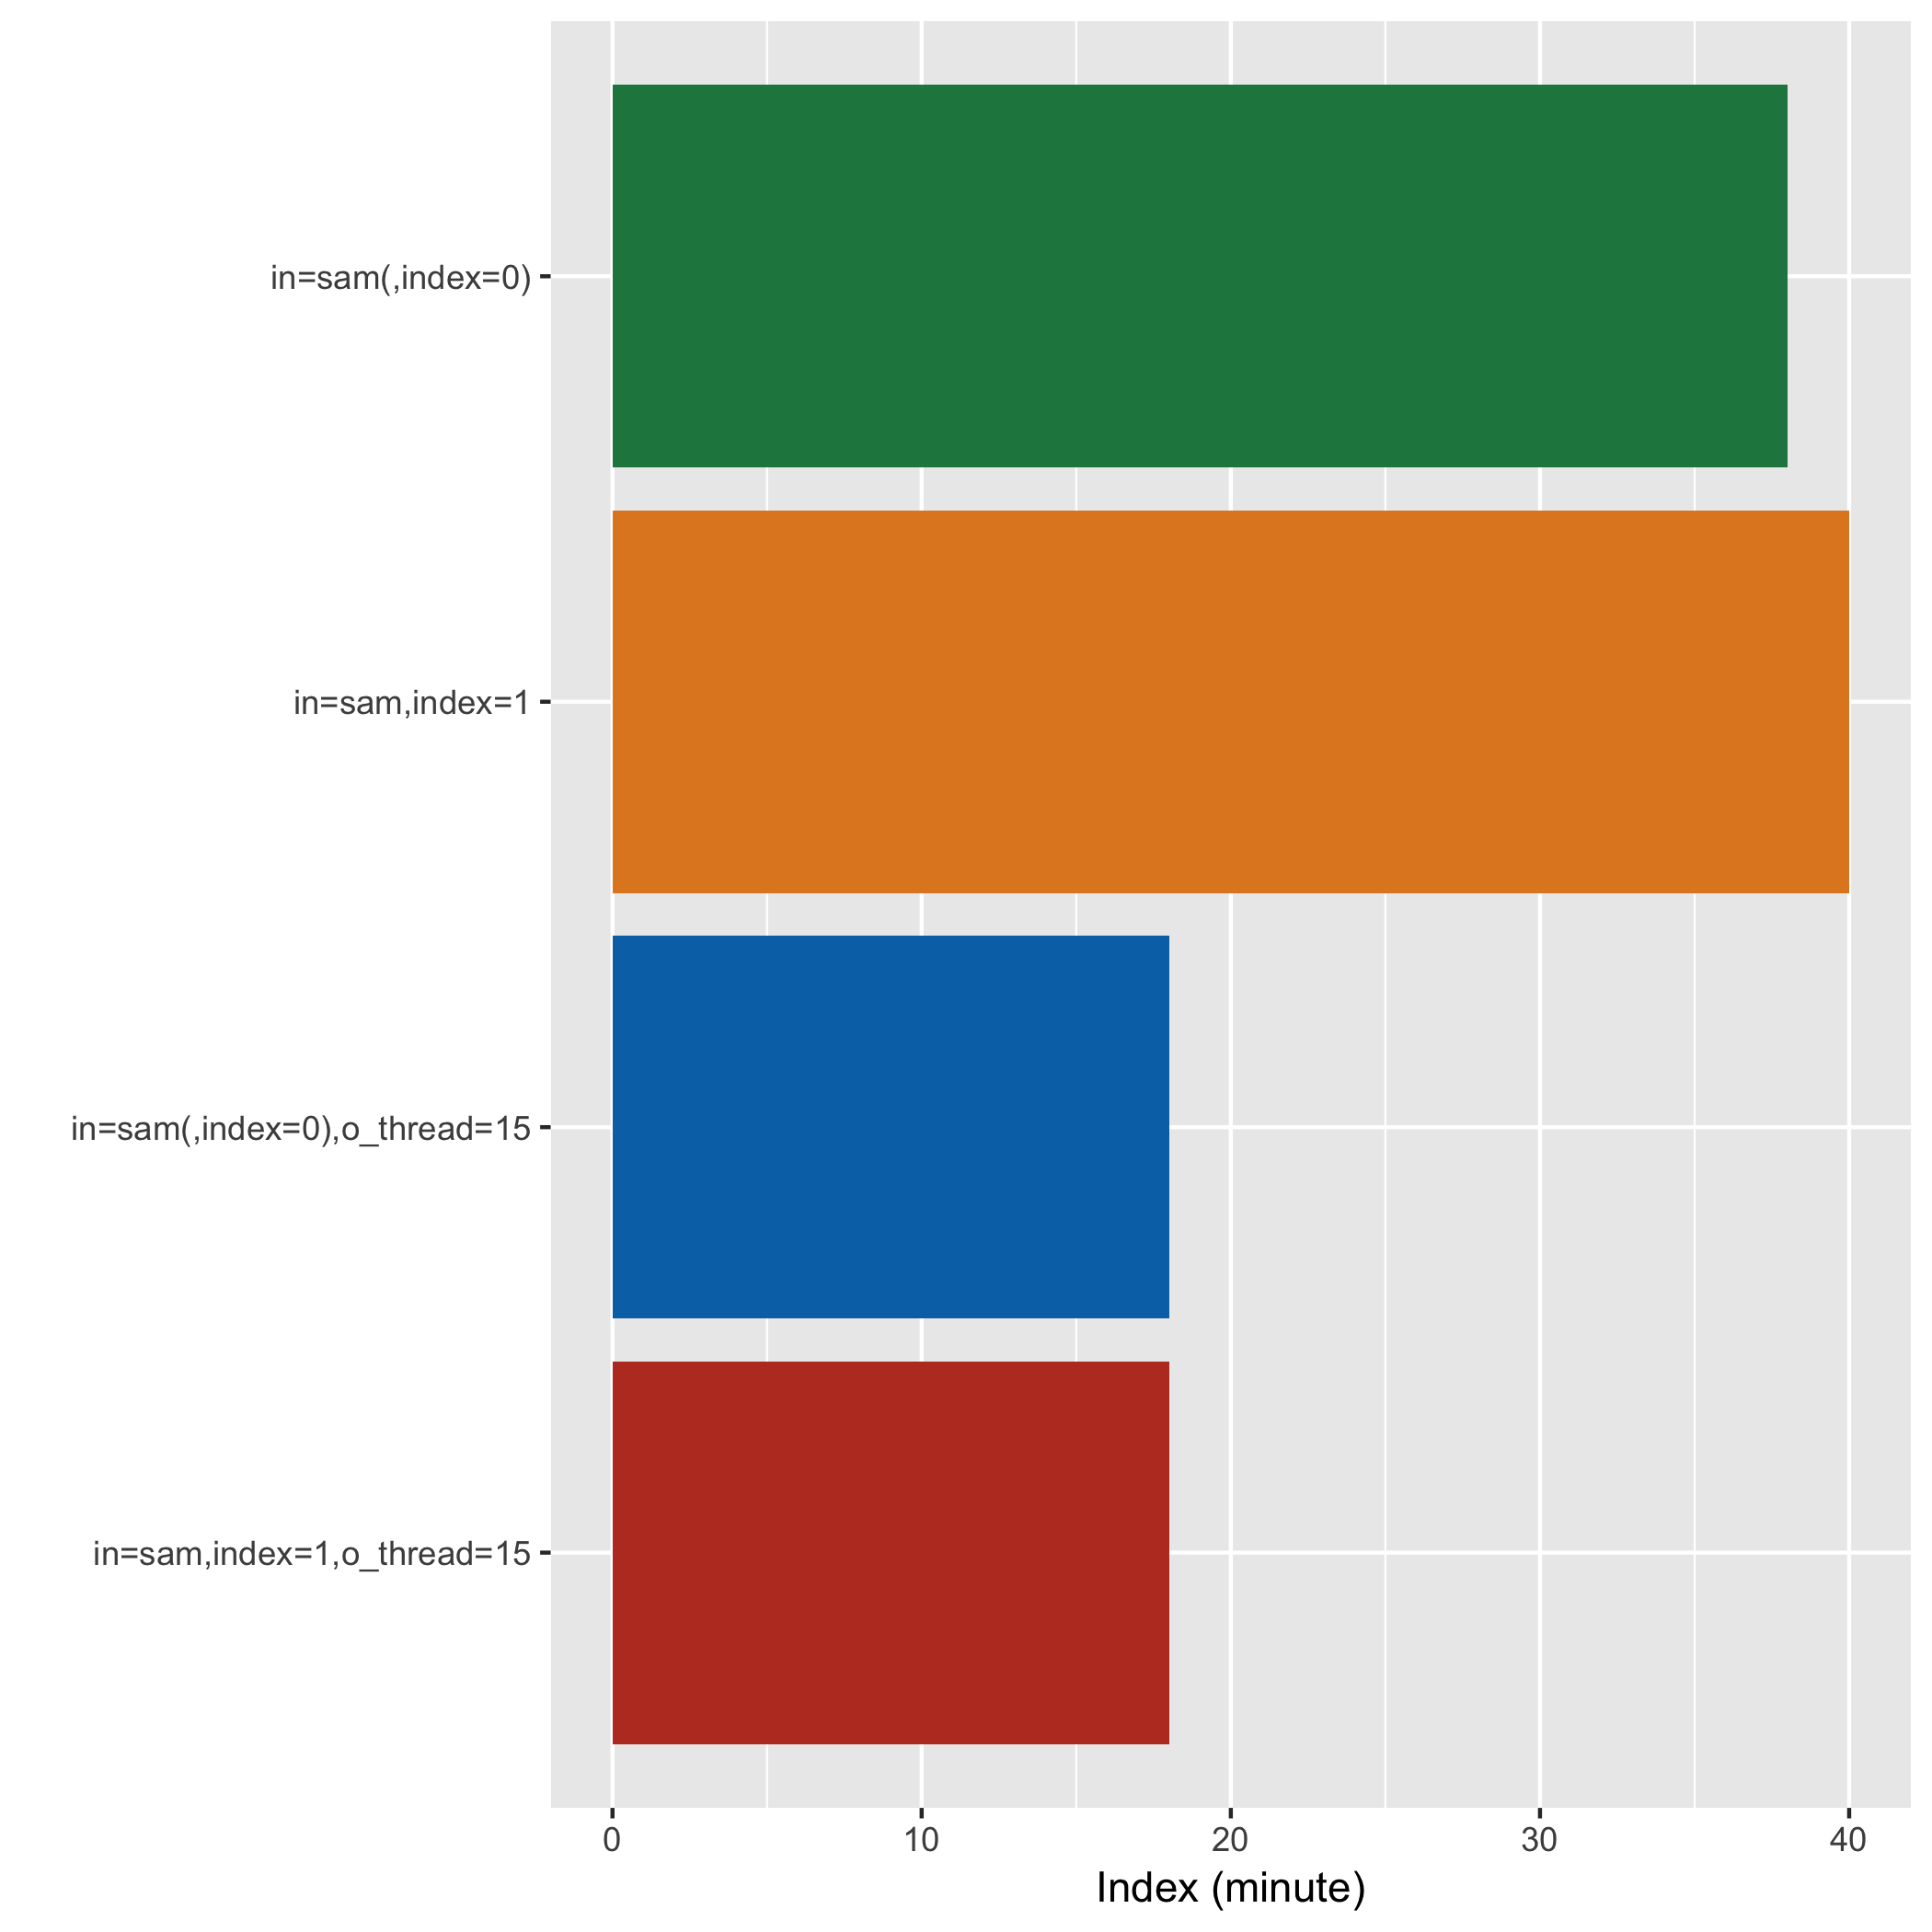 in=sam(,index=0)
in=sam,index=1
in=sam(,index=0),o_thread=15
in=sam,index=1,o_thread=15
0 10 20 30 40
Index (minute)